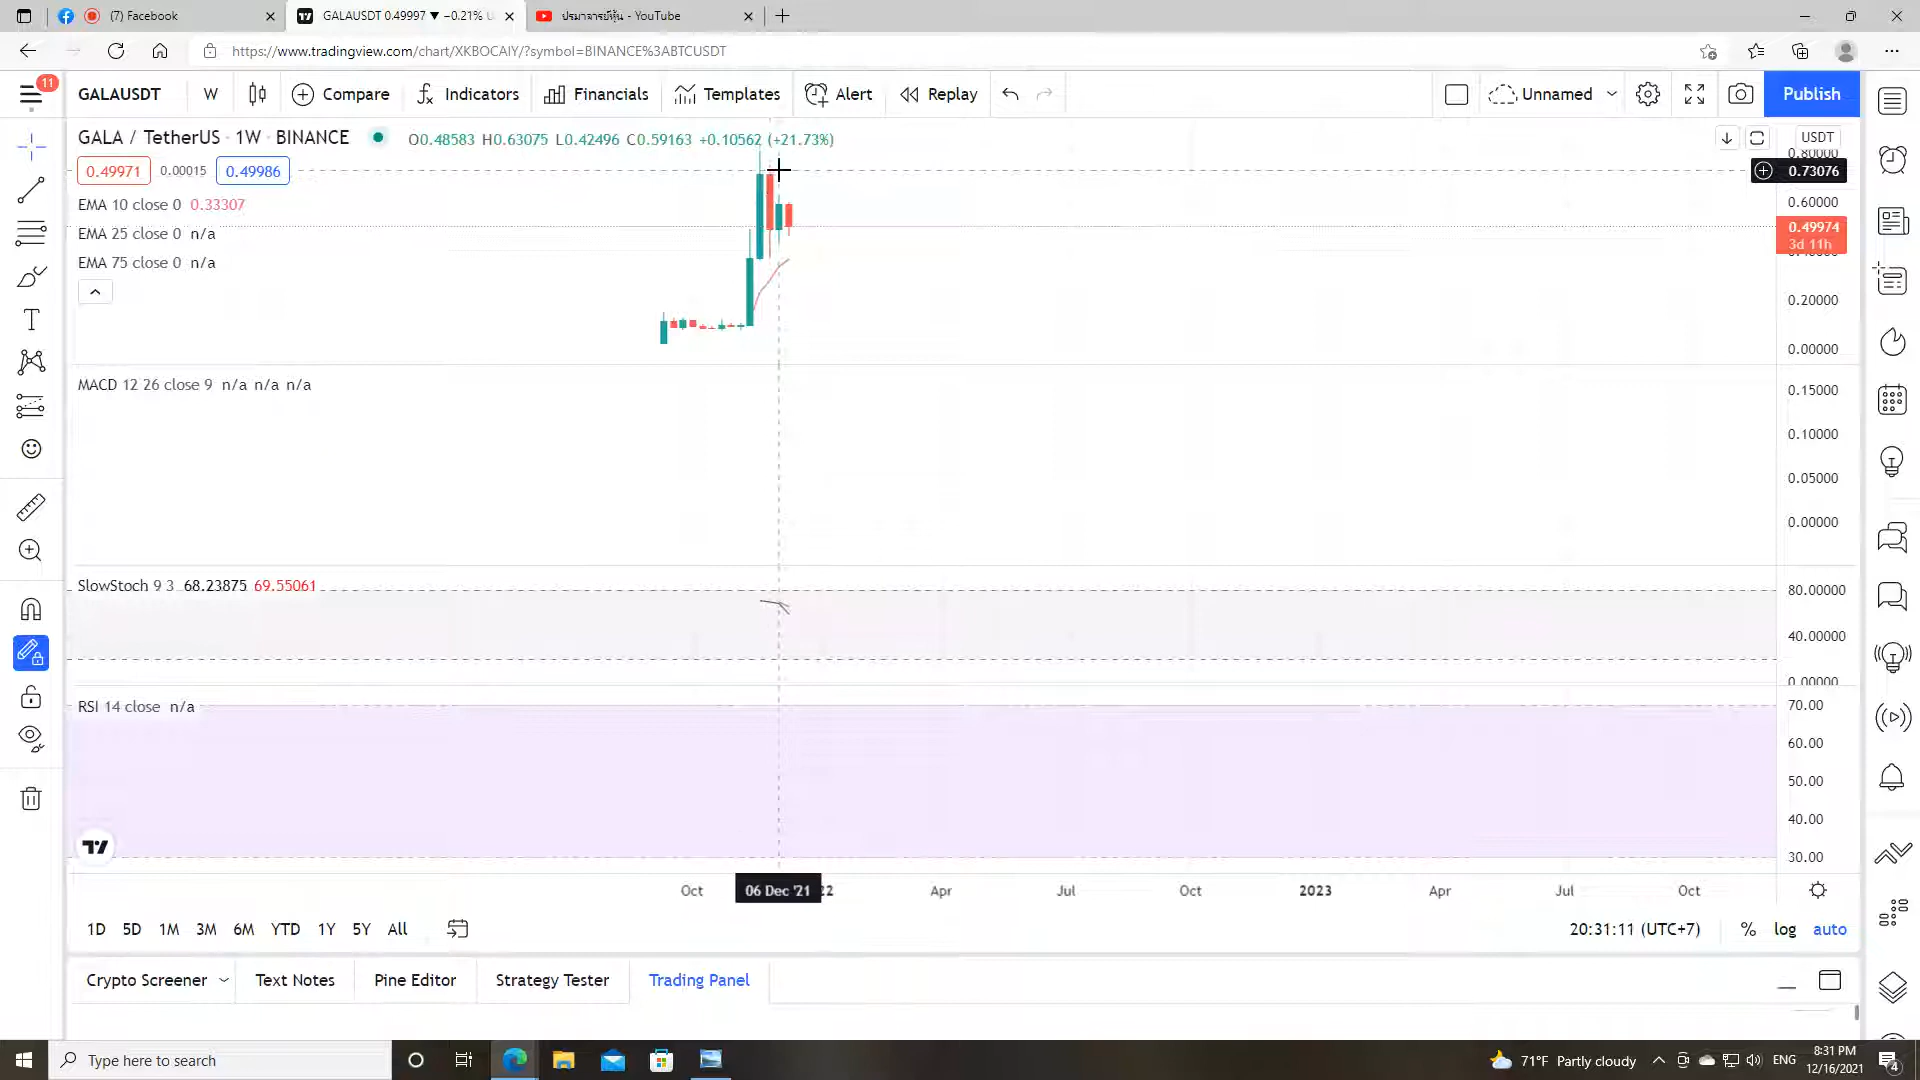 (7) Facebook
GALAUSDT 0.49997 ▼ −0.21% U
ปรมาจารย์หุ้น - YouTube
https://www.tradingview.com/chart/XKBOCAIY/?symbol=BINANCE%3ABTCUSDT
11
GALAUSDT W Compare Indicators Financials Templates Alert Replay Unnamed Publish
GALA / TetherUS · 1W · BINANCE O0.48583 H0.63075 L0.42496 C0.59163 +0.10562 (+21.73%)
USDT
0.80000
0.49971 0.00015 0.49986
0.73076
EMA 10 close 0 0.33307
0.60000
0.49974
3d 11h
EMA 25 close 0 n/a
EMA 75 close 0 n/a
0.20000
0.00000
MACD 12 26 close 9 n/a n/a n/a
0.15000
0.10000
0.05000
0.00000
SlowStoch 9 3 68.23875 69.55061
80.00000
40.00000
0.00000
RSI 14 close n/a
70.00
60.00
50.00
40.00
30.00
Oct 06 Dec '21 22 Apr Jul Oct 2023 Apr Jul Oct
1D 5D 1M 3M 6M YTD 1Y 5Y All
20:31:11 (UTC+7) % log auto
Crypto Screener Text Notes Pine Editor Strategy Tester Trading Panel
Type here to search
71°F Partly cloudy ENG
8:31 PM
12/16/2021
4